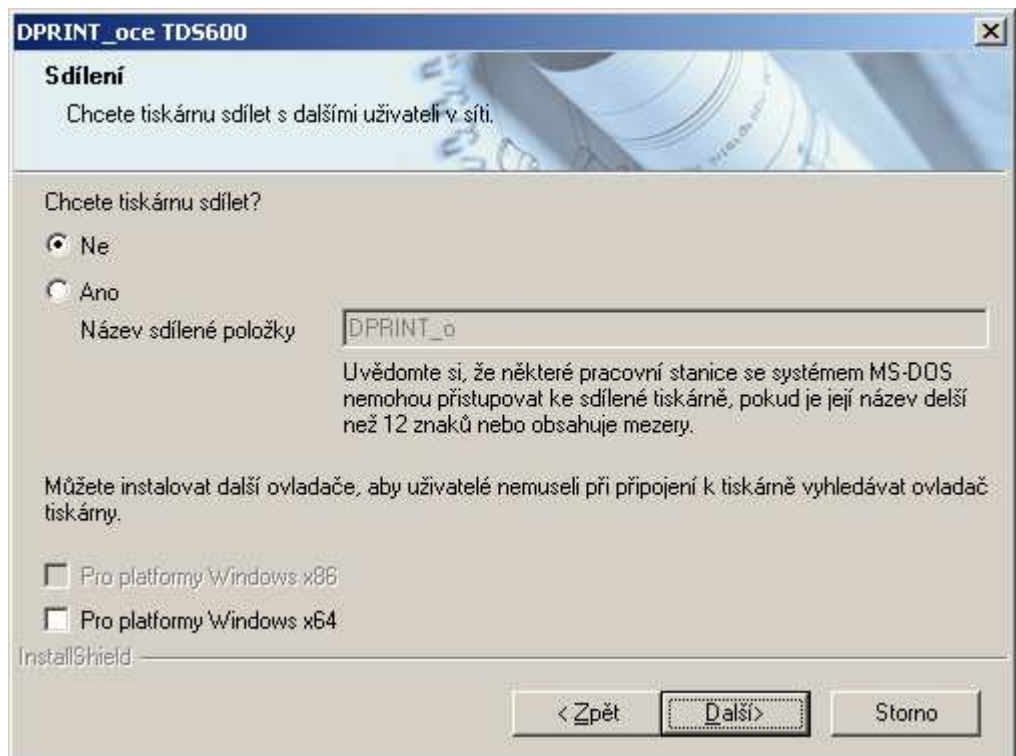 DPRINT_oce TDS600
Sdílení
Chcete tiskárnu sdílet s dalšími uživateli v síti.
Chcete tiskárnu sdílet?
Ne
Ano
Název sdílené položky
DPRINT_o
Uvědomte si, že některé pracovní stanice se systémem MS-DOS
nemohou přistupovat ke sdílené tiskárně, pokud je její název delší
než 12 znaků nebo obsahuje mezery.
Můžete instalovat další ovladače, aby uživatelé nemuseli při připojení k tiskárně vyhledávat ovladač
tiskárny.
Pro platformy Windows x86
Pro platformy Windows x64
InstallShield
< Zpět
Další>
Storno